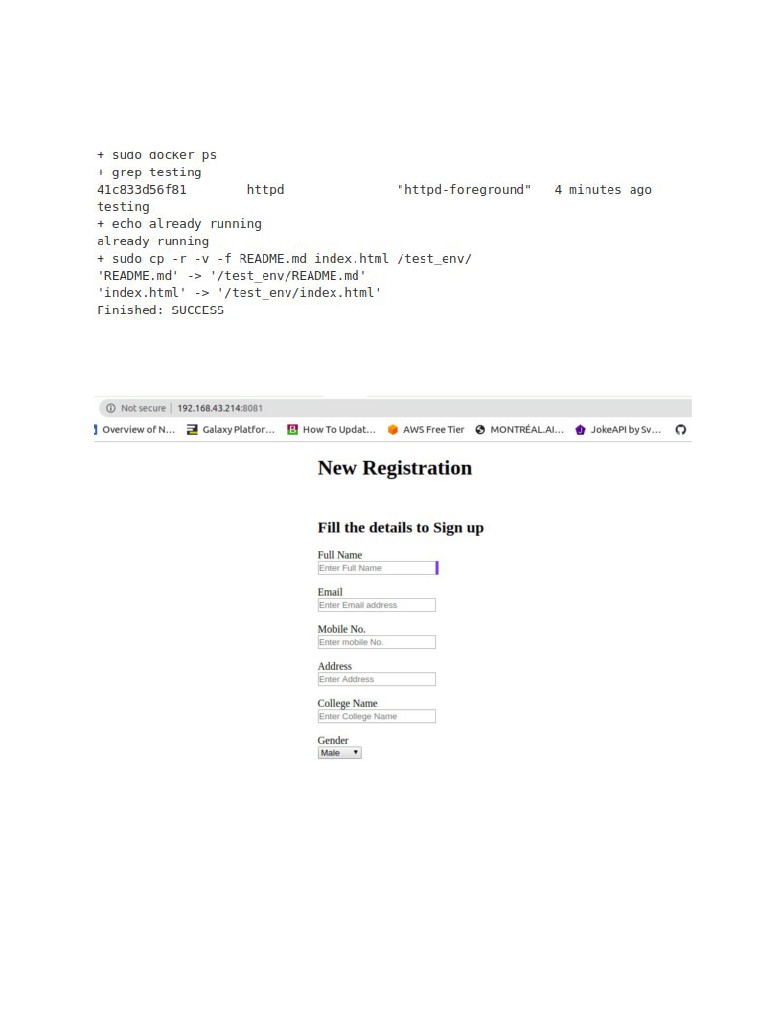 + sudo docker ps
+ grep testing
41c833d56f81 httpd "httpd-foreground" 4 minutes ago
testing
+ echo already running
already running
+ sudo cp -r -v -f README.md index.html /test_env/
'README.md' -> '/test_env/README.md'
'index.html' -> '/test_env/index.html'
Finished: SUCCESS
Not secure | 192.168.43.214:8081
Overview of N... Galaxy Platfor... How To Updat... AWS Free Tier MONTRÉAL.AI... JokeAPI by Sv...
New Registration
Fill the details to Sign up
Full Name
Enter Full Name
Email
Enter Email address
Mobile No.
Enter mobile No.
Address
Enter Address
College Name
Enter College Name
Gender
Male